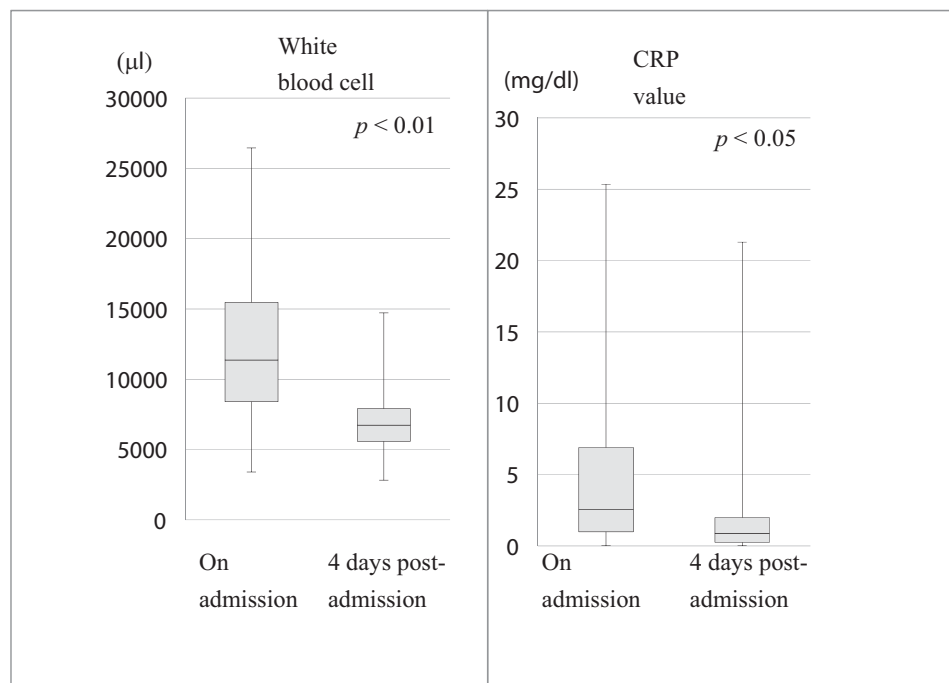 White
blood cell
(μl)
p < 0.01
30000
25000
20000
15000
10000
5000
0
On
admission
4 days post-
admission
CRP
value
(mg/dl)
p < 0.05
30
25
20
15
10
5
0
On
admission
4 days post-
admission